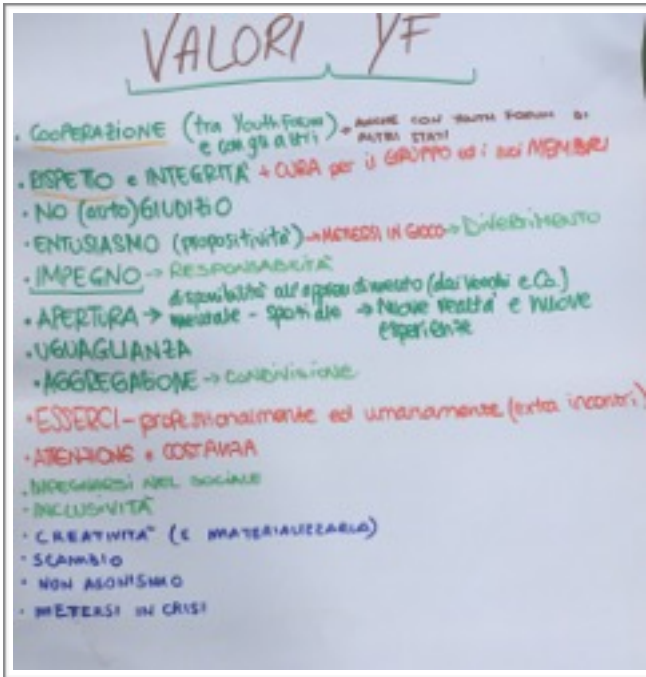 VALORI YF
• COOPERAZIONE (tra Youth Forum e con gli altri) → ANCHE CON YOUTH FORUM DI ALTRI STATI
• RISPETTO e INTEGRITA' + CURA per il GRUPPO ed i suoi MEMBRI
• NO (auto)GIUDIZIO
• ENTUSIASMO (propositività) → METTERSI IN GIOCO → DIVERTIMENTO
• IMPEGNO → RESPONSABILITÀ
• APERTURA → mentale - spaziale → Nuove realtà e nuove esperienze
disponibilità all'apprendimento (dai vecchi e Co.)
• UGUAGLIANZA
• AGGREGAZIONE → CONDIVISIONE
• ESSERCI - professionalmente ed umanamente (extra incontri)
• ATTENZIONE e COSTANZA
• IMPEGNARSI NEL SOCIALE
• INCLUSIVITÀ
• CREATIVITA' (E MATERIALIZZARLA)
• SCAMBIO
• NON AGONISMO
• METERSI IN CRISI